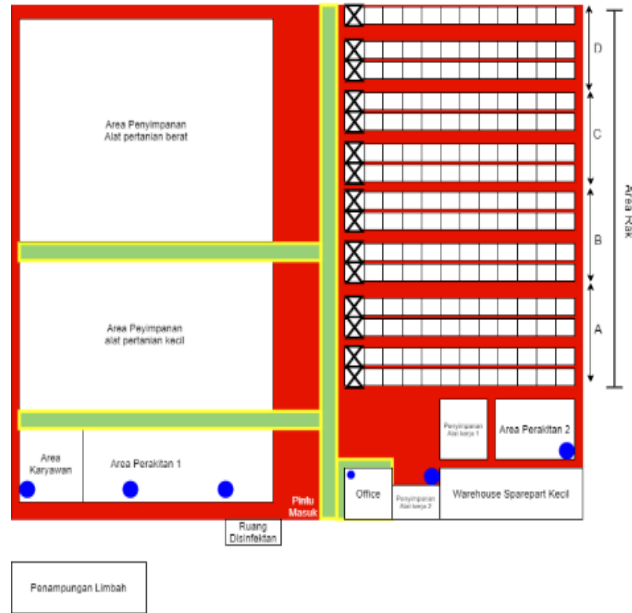 Area Penyimpanan
Alat pertanian berat
D
C
B
A
Area Rak
Area Peyimpanan
alat pertanian kecil
Area
Karyawan
Area Perakitan 1
Penyimpanan
Alat kerja 1
Area Perakitan 2
Pintu
Masuk
Office
Penyimpanan
Alat kerja 2
Warehouse Sparepart Kecil
Ruang
Disinfektan
Penampungan Limbah